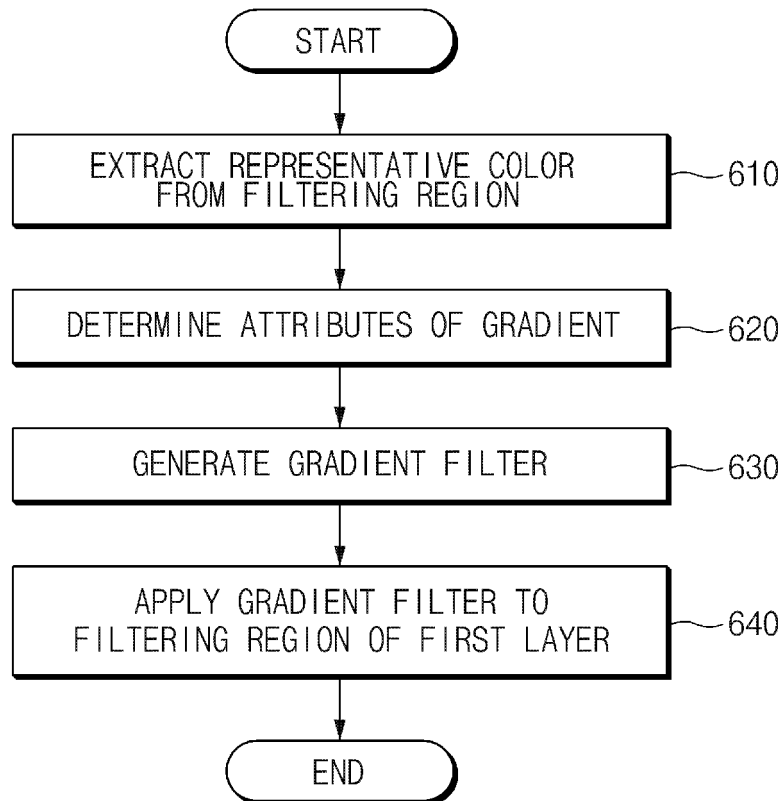 START
EXTRACT REPRESENTATIVE COLOR
FROM FILTERING REGION
610
DETERMINE ATTRIBUTES OF GRADIENT
620
GENERATE GRADIENT FILTER
630
APPLY GRADIENT FILTER TO
FILTERING REGION OF FIRST LAYER
640
END